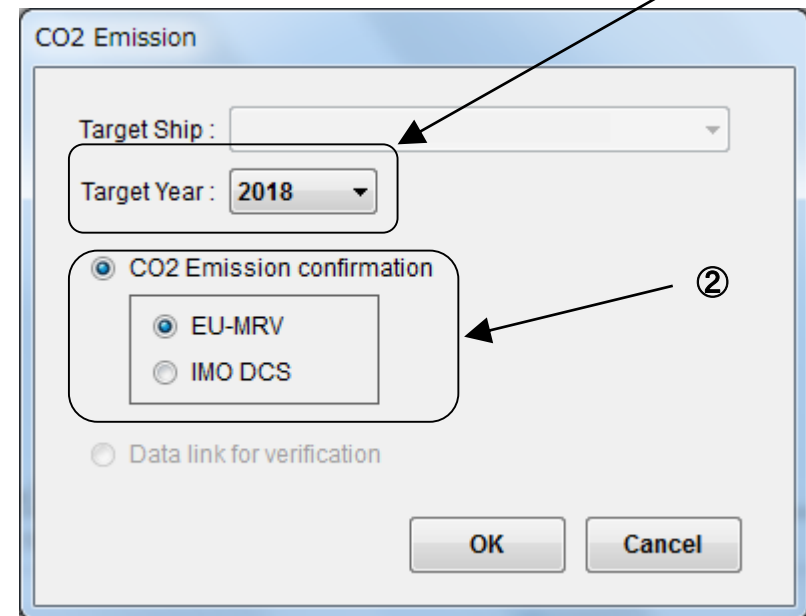 CO2 Emission
Target Ship :
Target Year : 2018
CO2 Emission confirmation
②
EU-MRV
IMO DCS
Data link for verification
OK Cancel